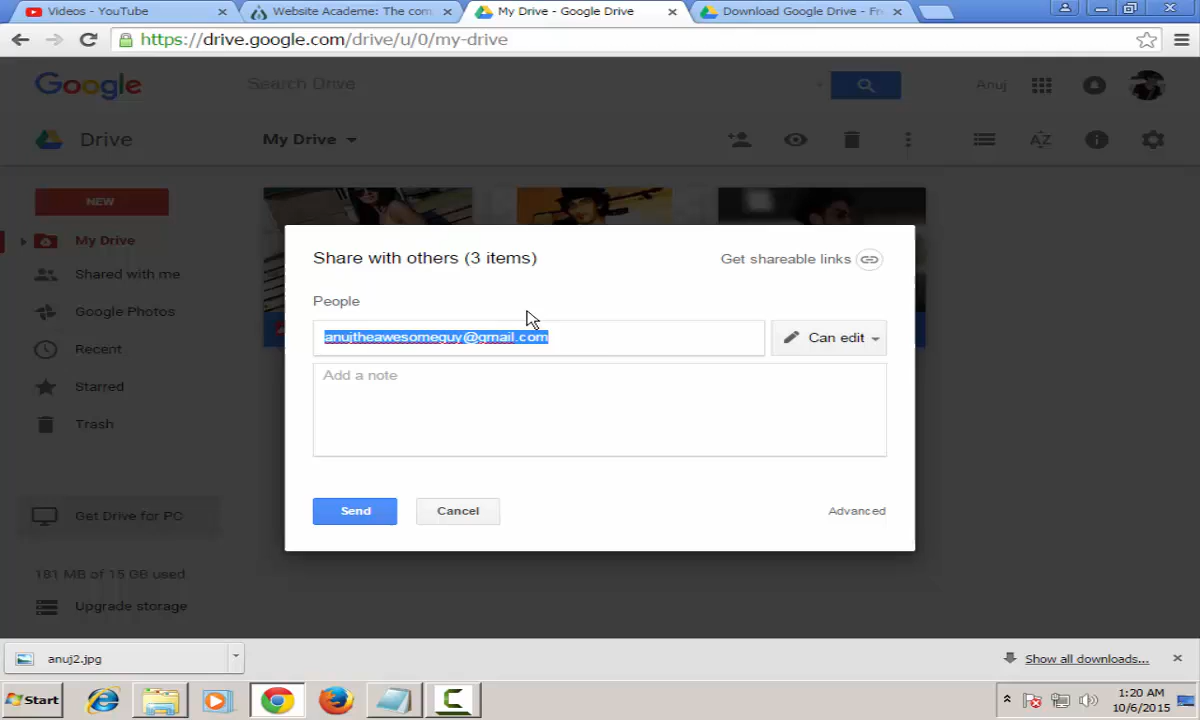 Videos - YouTube
Website Academe: The com
My Drive - Google Drive
Download Google Drive - Fre
https://drive.google.com/drive/u/0/my-drive
Google
Search Drive
Anuj
Drive
My Drive
AZ
NEW
My Drive
Shared with me
Google Photos
Recent
Starred
Trash
Get Drive for PC
181 MB of 15 GB used
Upgrade storage
Share with others (3 items)
Get shareable links
People
anujtheawesomeguy@gmail.com
Can edit
Add a note
Send
Cancel
Advanced
anuj2.jpg
Show all downloads...
Start
1:20 AM
10/6/2015